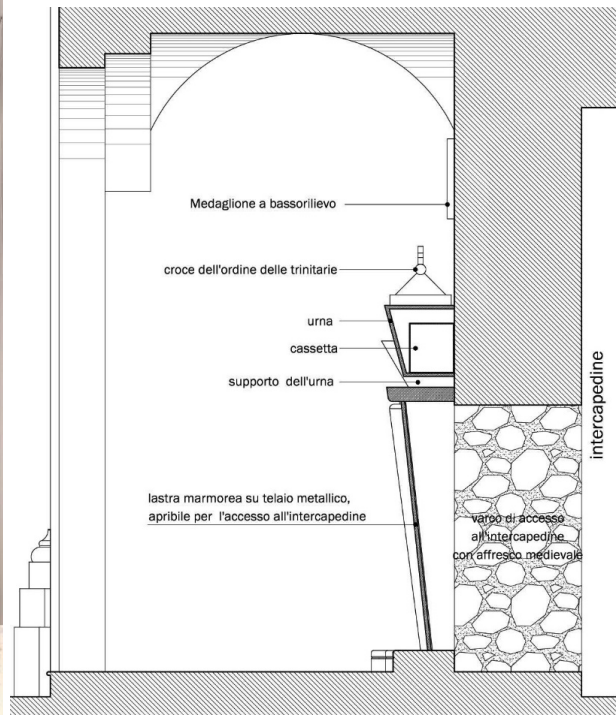 Medaglione a bassorilievo
croce dell'ordine delle trinitarie
urna
cassetta
supporto dell'urna
lastra marmorea su telaio metallico,
apribile per l'accesso all'intercapedine
varco di accesso
all'intercapedine
con affresco medievale
intercapedine